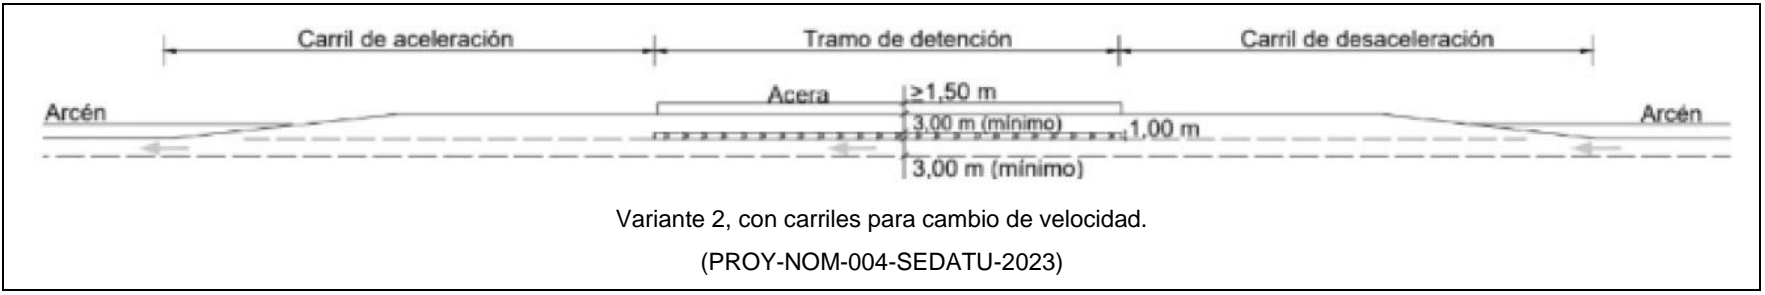 Carril de aceleración Tramo de detención Carril de desaceleración
Acera ≥1,50 m
Arcén Arcén
3,00 m (mínimo)
1,00 m
3,00 m (mínimo)
Variante 2, con carriles para cambio de velocidad.
(PROY-NOM-004-SEDATU-2023)